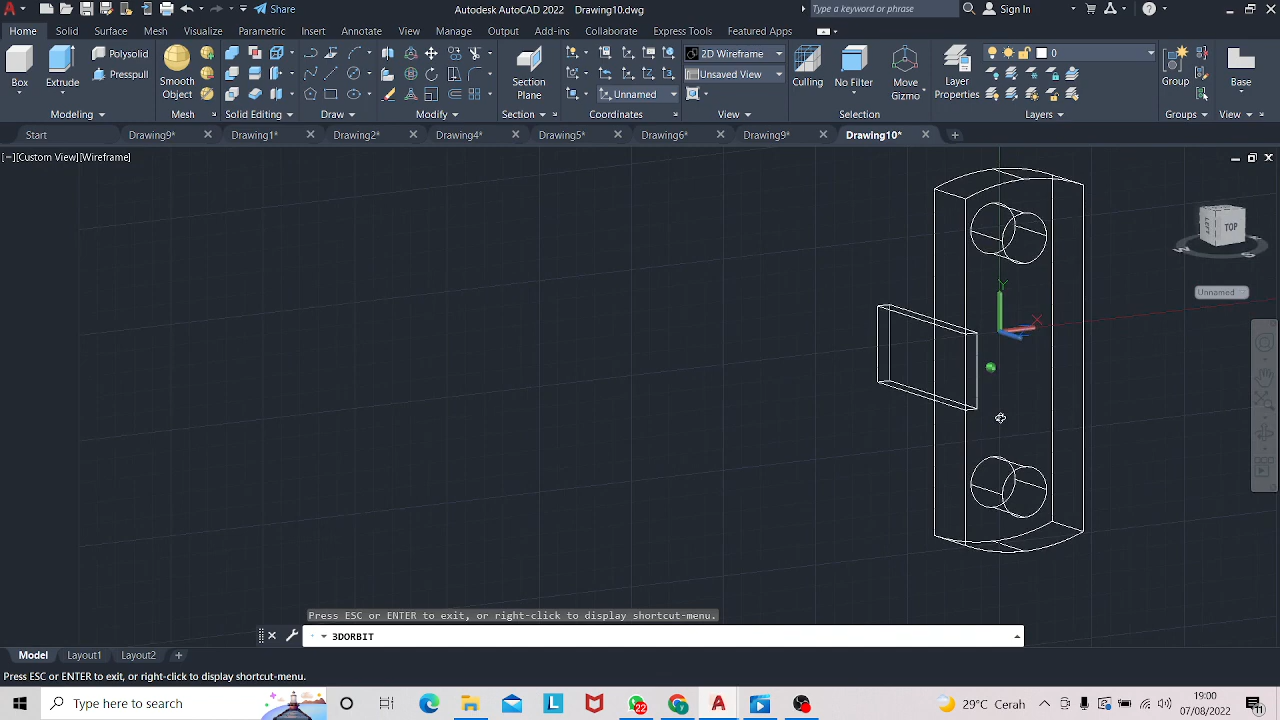 Share
Autodesk AutoCAD 2022 Drawing10.dwg
Type a keyword or phrase
Sign In
Home Solid Surface Mesh Visualize Parametric Insert Annotate View Manage Output Add-ins Collaborate Express Tools Featured Apps
Box
Extrude
Polysolid
Presspull
Smooth Object
Section Plane
Unnamed
2D Wireframe
Unsaved View
Culling
No Filter
Move Gizmo
Layer Properties
0
Group
Base
Modeling Mesh Solid Editing Draw Modify Section Coordinates View Selection Layers Groups View
Start Drawing9* Drawing1* Drawing2* Drawing4* Drawing5* Drawing6* Drawing9* Drawing10*
[−][Custom View][Wireframe]
LEFT
TOP
Unnamed
Y
X
Press ESC or ENTER to exit, or right-click to display shortcut-menu.
3DORBIT
Model Layout1 Layout2
Press ESC or ENTER to exit, or right-click to display shortcut-menu.
Type here to search
22
29°C Cerah
19:00
07/08/2022